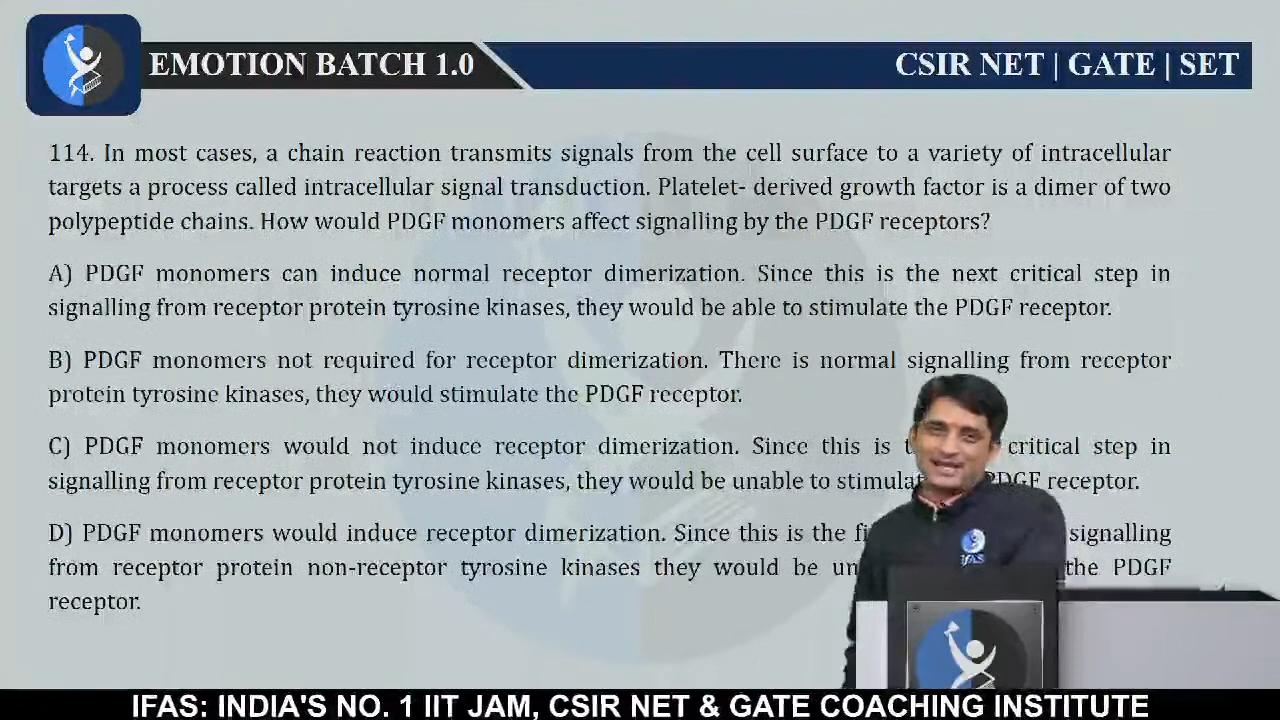 EMOTION BATCH 1.0
CSIR NET | GATE | SET
114. In most cases, a chain reaction transmits signals from the cell surface to a variety of intracellular
targets a process called intracellular signal transduction. Platelet- derived growth factor is a dimer of two
polypeptide chains. How would PDGF monomers affect signalling by the PDGF receptors?
A) PDGF monomers can induce normal receptor dimerization. Since this is the next critical step in
signalling from receptor protein tyrosine kinases, they would be able to stimulate the PDGF receptor.
B) PDGF monomers not required for receptor dimerization. There is normal signalling from receptor
protein tyrosine kinases, they would stimulate the PDGF receptor.
C) PDGF monomers would not induce receptor dimerization. Since this is critical step in
signalling from receptor protein tyrosine kinases, they would be unable to PDGF receptor.
D) PDGF monomers would induce receptor dimerization. Since this is the signalling
from receptor protein non-receptor tyrosine kinases they would be the PDGF
receptor.
IFAS
IFAS: INDIA'S NO. 1 IIT JAM, CSIR NET & GATE COACHING INSTITUTE